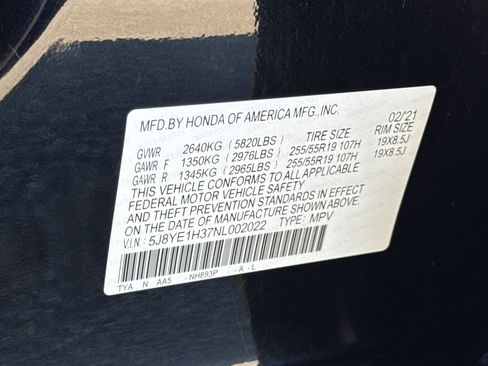 MFD.BY HONDA OF AMERICA MFG.,INC. 02/21
GVWR 2640KG (5820LBS) TIRE SIZE RIM SIZE
GAWR F 1350KG (2976LBS) 255/55R19 107H 19X8.5J
GAWR R 1345KG (2965LBS) 255/55R19 107H 19X8.5J
THIS VEHICLE CONFORMS TO ALL APPLICABLE
FEDERAL MOTOR VEHICLE SAFETY
AND THEFT PREVENTION STANDARDS IN EFFECT
ON THE DATE OF MANUFACTURE SHOWN ABOVE.
V.I.N.: 5J8YE1H37NL002022 TYPE: MPV
TYA N AA5 -NH893P -A -L